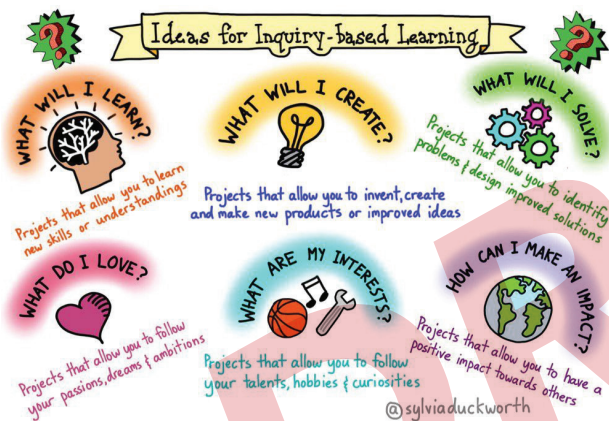 Ideas for Inquiry-based Learning
WHAT WILL I LEARN?
Projects that allow you to learn
new skills or understandings
WHAT WILL I CREATE?
Projects that allow you to invent, create
and make new products or improved ideas
WHAT WILL I SOLVE?
Projects that allow you to identify
problems & design improved solutions
WHAT DO I LOVE?
Projects that allow you to follow
your passions, dreams & ambitions
WHAT ARE MY INTERESTS?
Projects that allow you to follow
your talents, hobbies & curiosities
HOW CAN I MAKE AN IMPACT?
Projects that allow you to have a
positive impact towards others
@sylviaduckworth